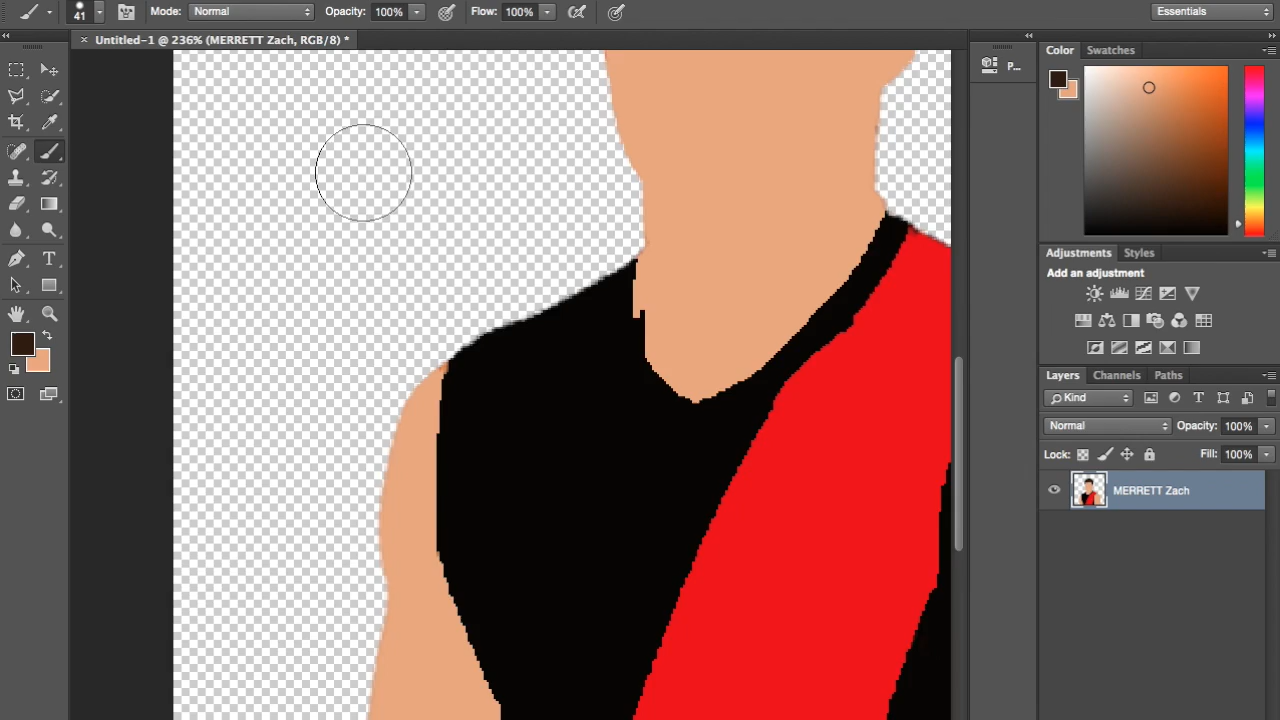 41
Mode: Normal
Opacity: 100%
Flow: 100%
Essentials
× Untitled-1 @ 236% (MERRETT Zach, RGB/8) *
P...
Color
Swatches
Adjustments
Styles
Add an adjustment
Layers
Channels
Paths
Kind
Normal
Opacity: 100%
Lock:
Fill: 100%
MERRETT Zach